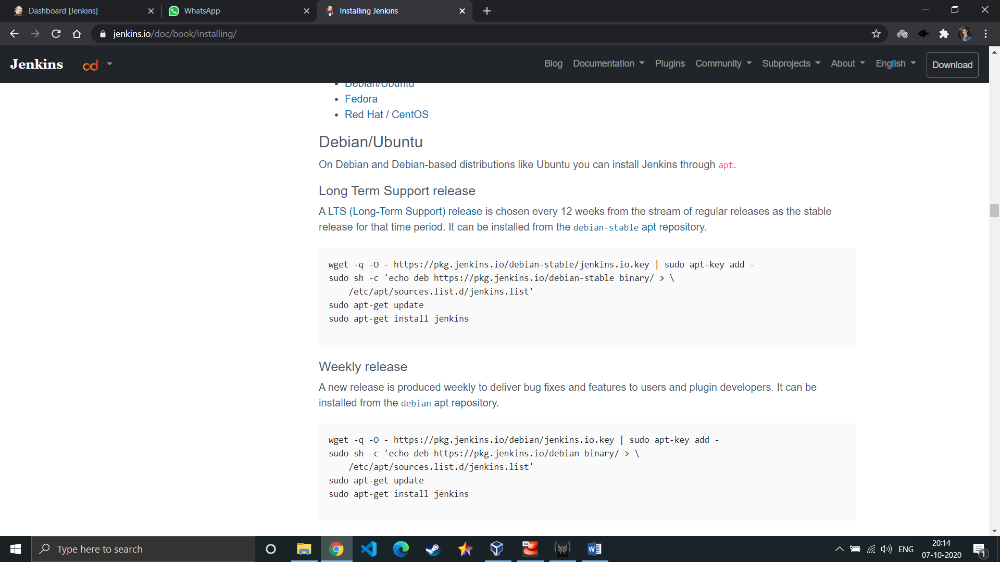 Dashboard [Jenkins]
WhatsApp
Installing Jenkins
jenkins.io/doc/book/installing/
Jenkins
cd
Blog
Documentation
Plugins
Community
Subprojects
About
English
Download
Debian/Ubuntu
Fedora
Red Hat / CentOS
Debian/Ubuntu
On Debian and Debian-based distributions like Ubuntu you can install Jenkins through apt.
Long Term Support release
A LTS (Long-Term Support) release is chosen every 12 weeks from the stream of regular releases as the stable
release for that time period. It can be installed from the debian-stable apt repository.
wget -q -O - https://pkg.jenkins.io/debian-stable/jenkins.io.key | sudo apt-key add -
sudo sh -c 'echo deb https://pkg.jenkins.io/debian-stable binary/ > \
/etc/apt/sources.list.d/jenkins.list'
sudo apt-get update
sudo apt-get install jenkins
Weekly release
A new release is produced weekly to deliver bug fixes and features to users and plugin developers. It can be
installed from the debian apt repository.
wget -q -O - https://pkg.jenkins.io/debian/jenkins.io.key | sudo apt-key add -
sudo sh -c 'echo deb https://pkg.jenkins.io/debian binary/ > \
/etc/apt/sources.list.d/jenkins.list'
sudo apt-get update
sudo apt-get install jenkins
Type here to search
64
W
ENG
20:14
07-10-2020
1